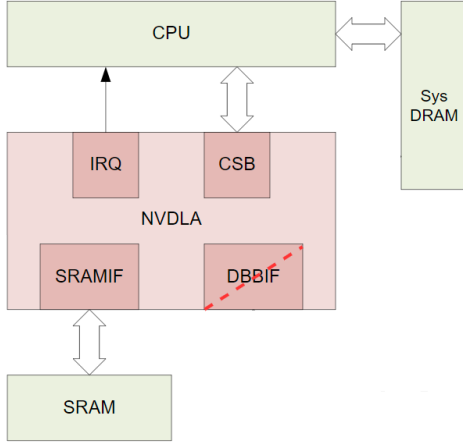 CPU
Sys
DRAM
IRQ
CSB
NVDLA
SRAMIF
DBBIF
SRAM